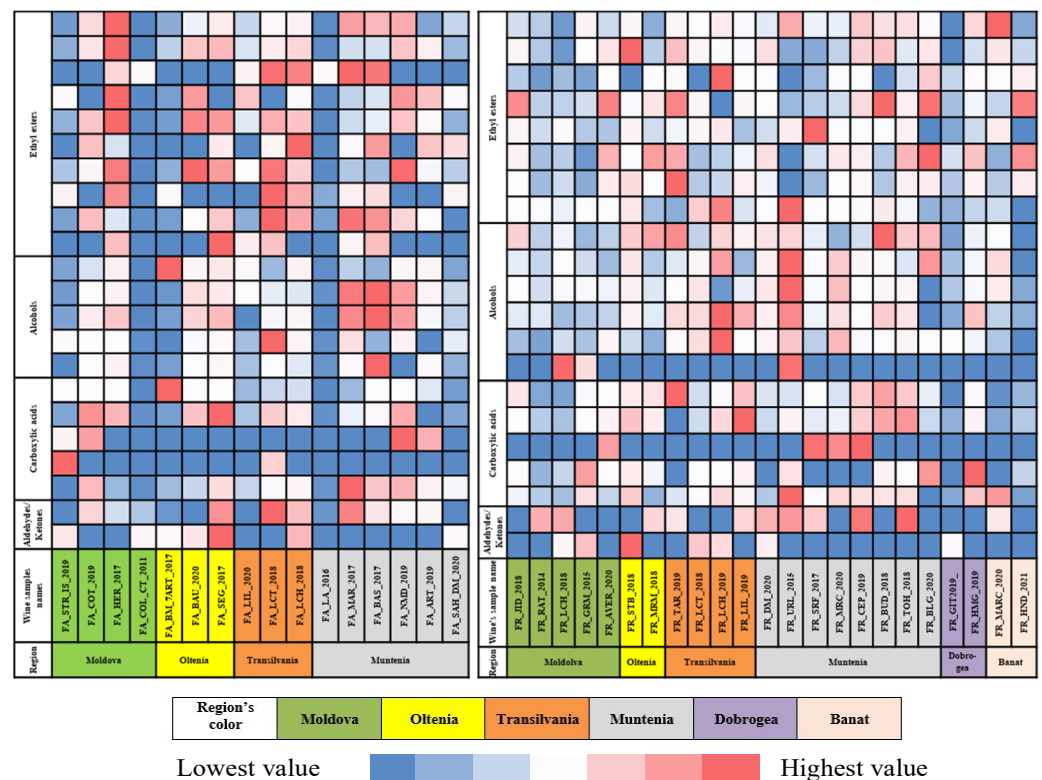 Ethyl esters
Alcohols
Carboxylic acids
Aldehydes/
Ketones
Wine samples
names
FA_STR_IS_2019
FA_COT_2019
FA_HER_2017
FA_COL_CT_2011
FA_BM_7ART_2017
FA_BAU_2020
FA_SEG_2017
FA_LIL_2020
FA_LCT_2018
FA_LCH_2018
FA_LA_2016
FA_MAR_2017
FA_BAS_2017
FA_NMD_2019
FA_ART_2019
FA_SAH_DM_2020
Region
Moldova
Oltenia
Transilvania
Muntenia
Ethyl esters
Alcohols
Carboxylic acids
Aldehydes/
Ketones
Wine's sample name
FR_JID_2018
FR_RAT_2014
FR_LCH_2018
FR_GRM_2015
FR_AVER_2020
FR_STB_2018
FR_MRM_2018
FR_TAR_2019
FR_LCT_2018
FR_LCH_2019
FR_LIL_2019
FR_DM_2020
FR_URL_2015
FR_SRF_2017
FR_MRC_2020
FR_CEP_2019
FR_BUD_2018
FR_TOH_2018
FR_BLG_2020
FR_GIT2019_
FR_HMG_2019
FR_MARC_2020
FR_HND_2021
Region
Moldolva
Oltenia
Transilvania
Muntenia
Dobro-
gea
Banat
Region's
color
Moldova
Oltenia
Transilvania
Muntenia
Dobrogea
Banat
Lowest value
Highest value